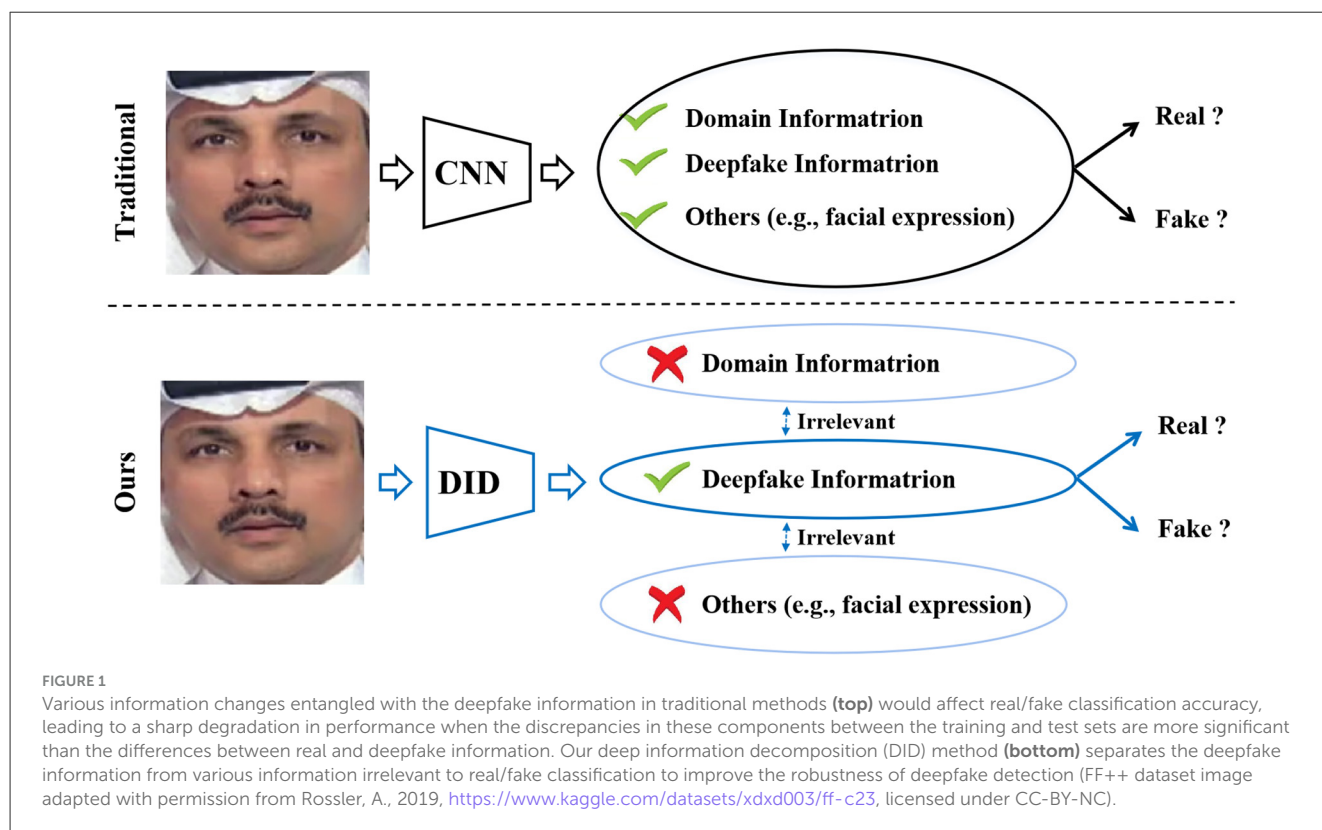 Traditional
CNN
Domain Informatrion
Deepfake Informatrion
Others (e.g., facial expression)
Real ?
Fake ?
Ours
DID
Domain Informatrion
Irrelevant
Deepfake Informatrion
Irrelevant
Others (e.g., facial expression)
Real ?
Fake ?
FIGURE 1
Various information changes entangled with the deepfake information in traditional methods (top) would affect real/fake classification accuracy,
leading to a sharp degradation in performance when the discrepancies in these components between the training and test sets are more significant
than the differences between real and deepfake information. Our deep information decomposition (DID) method (bottom) separates the deepfake
information from various information irrelevant to real/fake classification to improve the robustness of deepfake detection (FF++ dataset image
adapted with permission from Rossler, A., 2019, https://www.kaggle.com/datasets/xdxd003/ff-c23, licensed under CC-BY-NC).